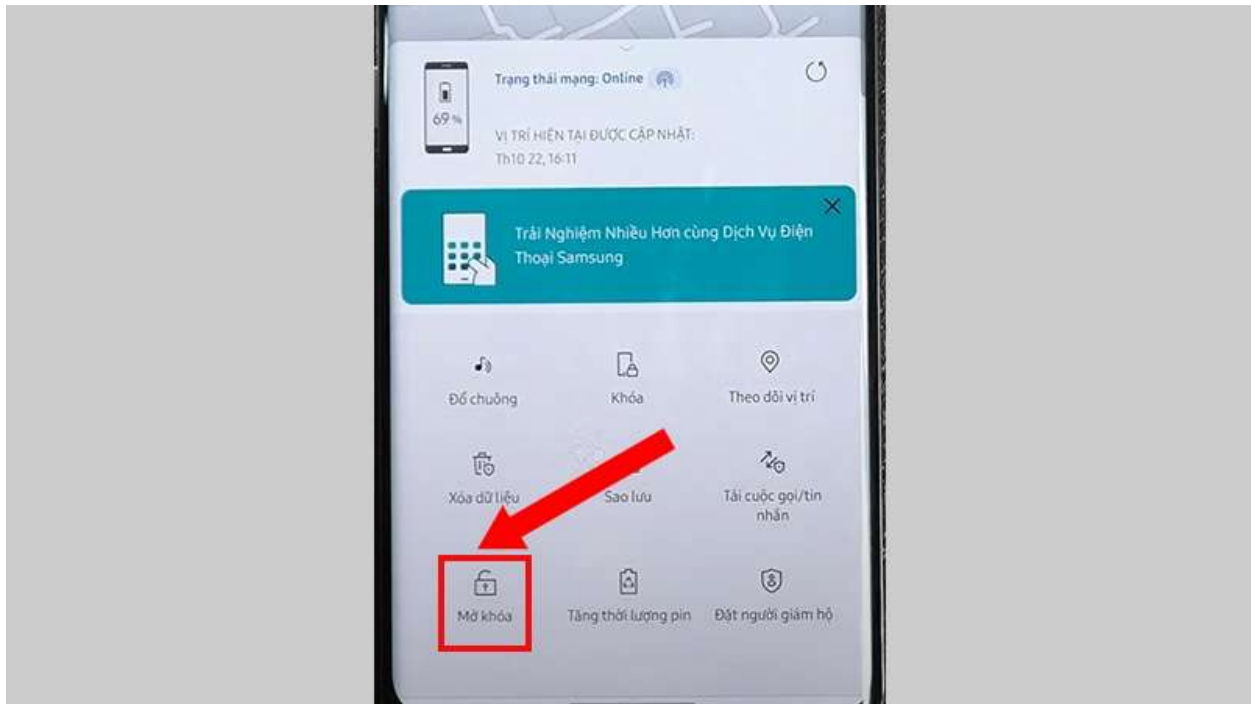 Trạng thái mạng: Online
69 %
VỊ TRÍ HIỆN TẠI ĐƯỢC CẬP NHẬT:
Th10 22, 16:11
Trải Nghiệm Nhiều Hơn cùng Dịch Vụ Điện
Thoại Samsung
Đổ chuông
Khóa
Theo dõi vị trí
Xóa dữ liệu
Sao lưu
Tải cuộc gọi/tin
nhắn
Mở khóa
Tăng thời lượng pin
Đặt người giám hộ